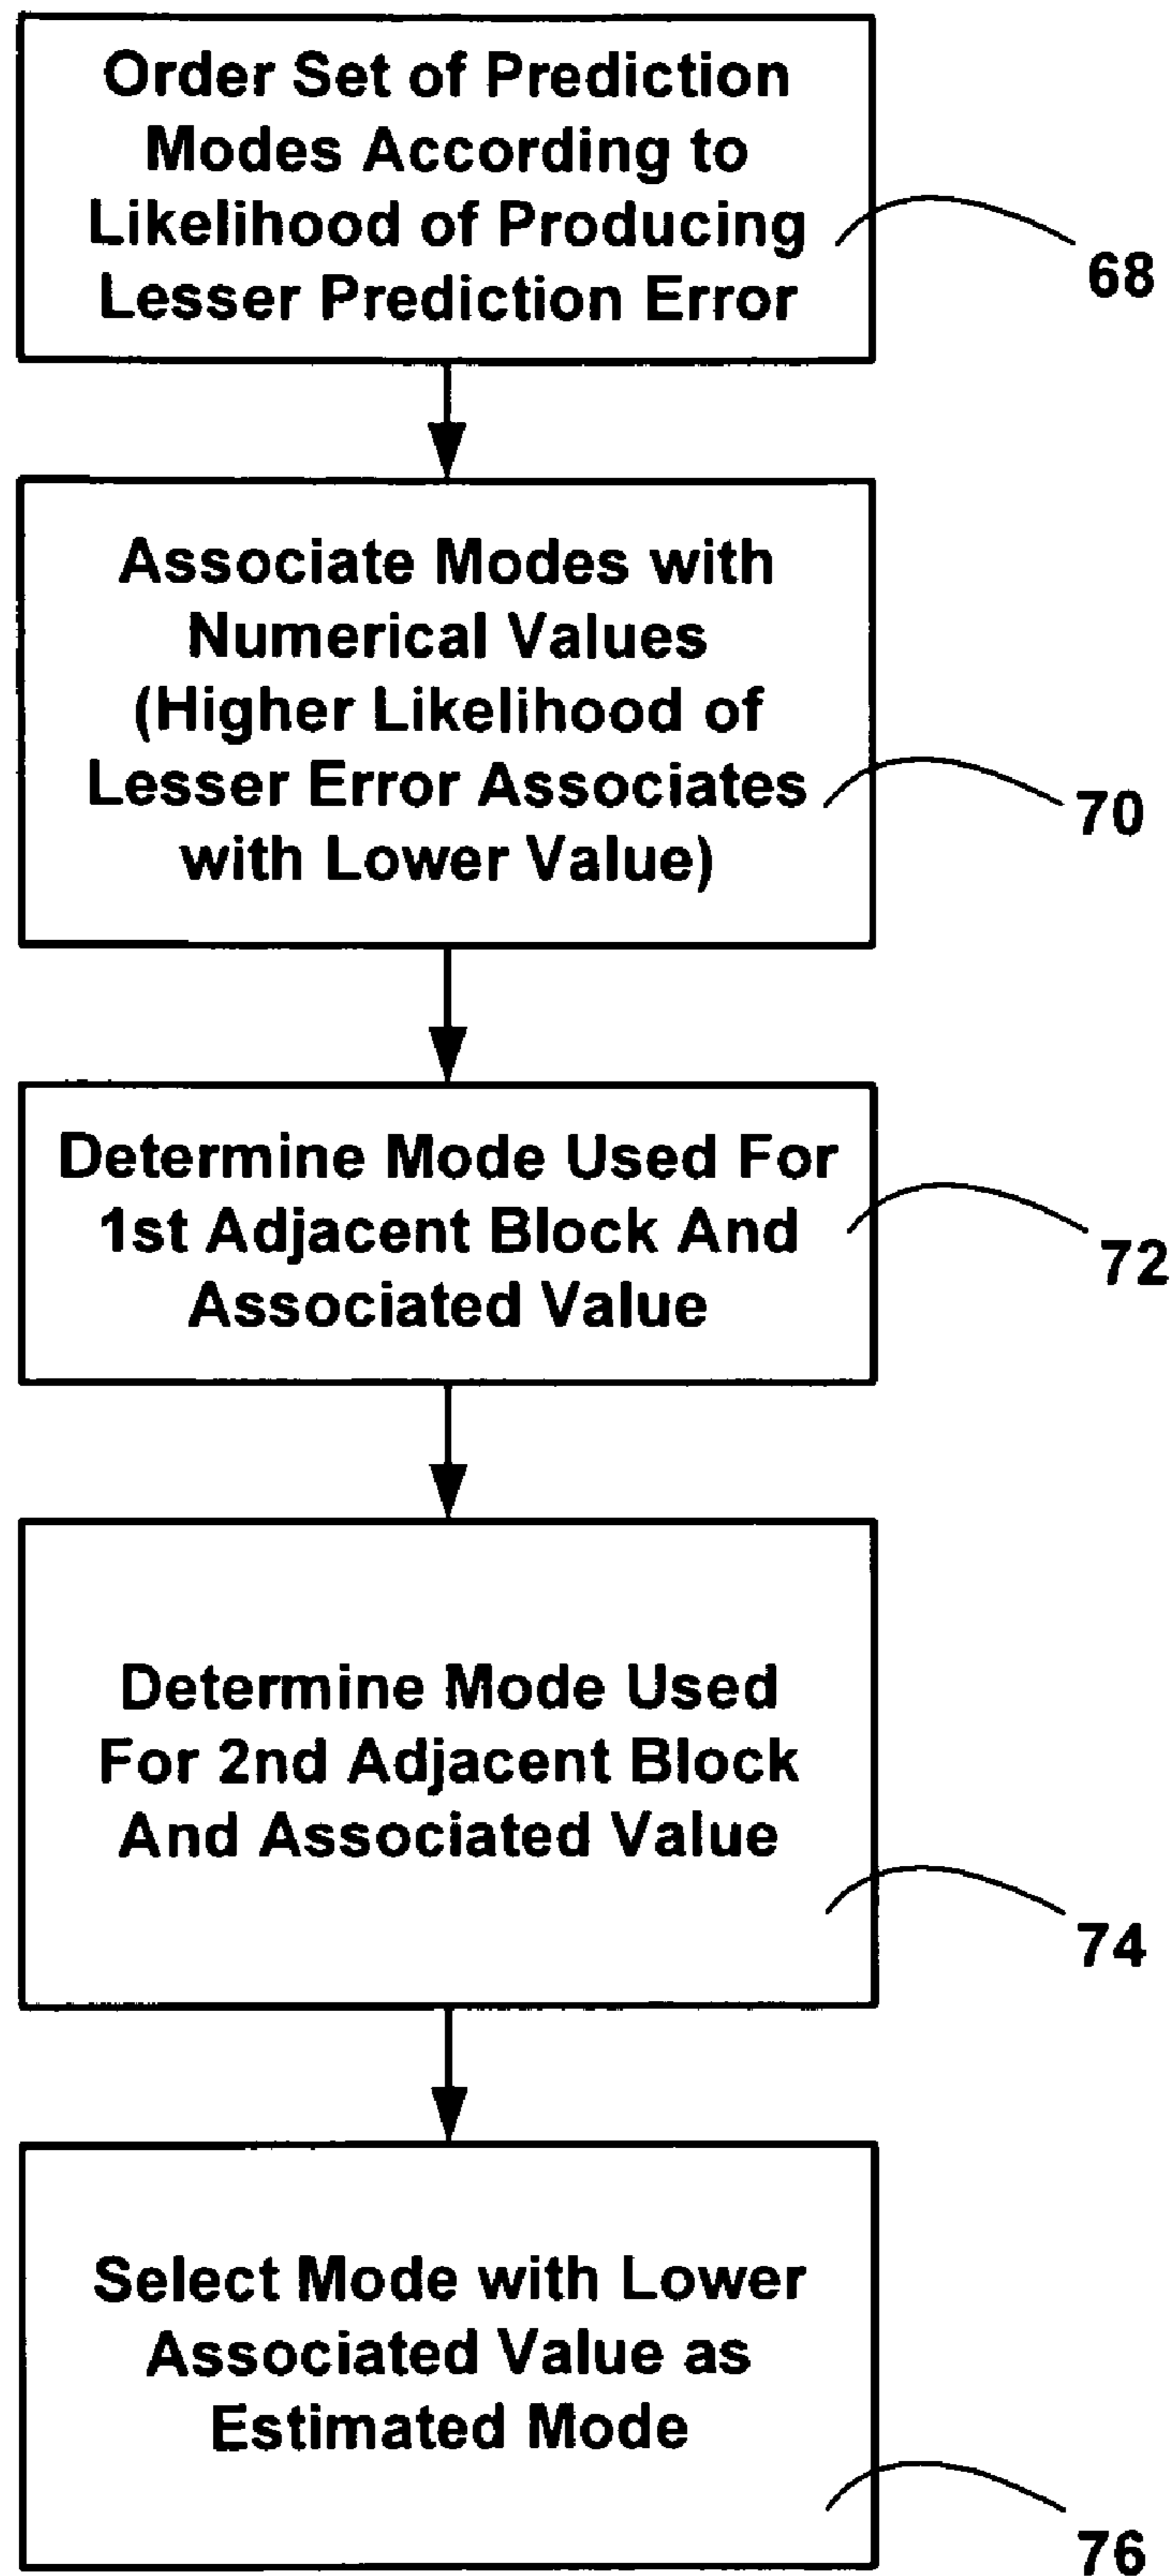 Order Set of Prediction
Modes According to
Likelihood of Producing
Lesser Prediction Error
68
Associate Modes with
Numerical Values
(Higher Likelihood of
Lesser Error Associates
with Lower Value)
70
Determine Mode Used For
1st Adjacent Block And
Associated Value
72
Determine Mode Used
For 2nd Adjacent Block
And Associated Value
74
Select Mode with Lower
Associated Value as
Estimated Mode
76